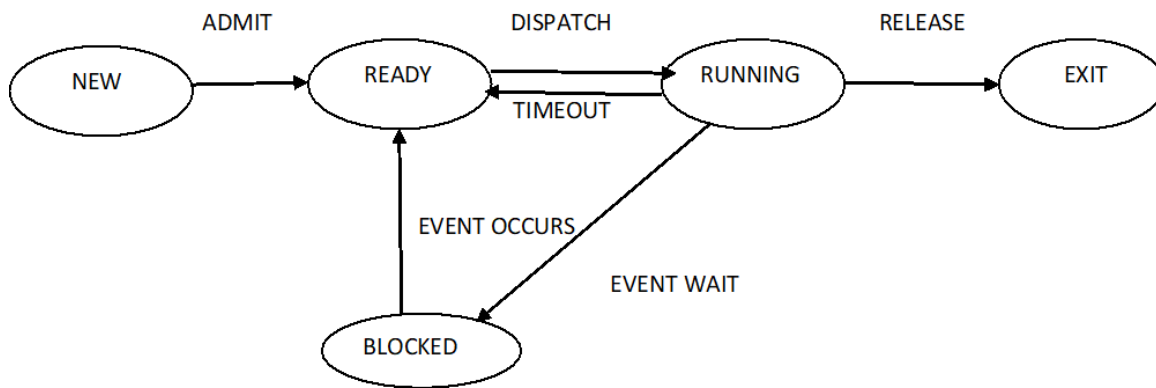 ADMIT
DISPATCH
RELEASE
NEW
READY
RUNNING
EXIT
TIMEOUT
EVENT OCCURS
EVENT WAIT
BLOCKED